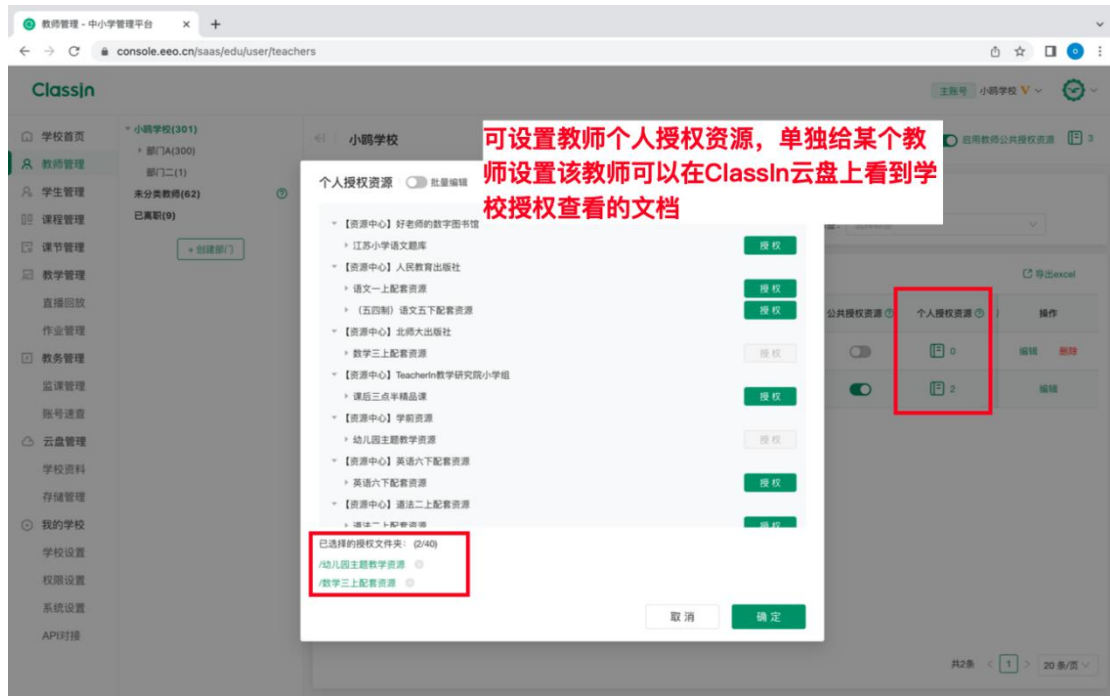 教师管理 - 中小学管理平台
console.eeo.cn/saas/edu/user/teachers
ClassIn
主账号 小鸥学校 V
学校首页
教师管理
学生管理
课程管理
课节管理
教学管理
直播回放
作业管理
教务管理
监课管理
账号速查
云盘管理
学校资料
存储管理
我的学校
学校设置
权限设置
系统设置
API对接
小鸥学校(301)
部门A(300)
部门二(1)
未分类教师(62)
已离职(9)
+ 创建部门
小鸥学校
启用教师公共授权资源
3
可设置教师个人授权资源，单独给某个教
师设置该教师可以在ClassIn云盘上看到学
校授权查看的文档
导出excel
公共授权资源 个人授权资源 操作
0 编辑 删除
2 编辑
个人授权资源 批量编辑
【资源中心】好老师的数字图书馆
江苏小学语文题库 授权
【资源中心】人民教育出版社
语文一上配套资源 授权
（五四制）语文五下配套资源 授权
【资源中心】北师大出版社
数学三上配套资源 授权
【资源中心】TeacherIn教学研究院小学组
课后三点半精品课 授权
【资源中心】学前资源
幼儿园主题教学资源 授权
【资源中心】英语六下配套资源
英语六下配套资源 授权
【资源中心】道法二上配套资源
道法二上配套资源 授权
已选择的授权文件夹： (2/40)
/幼儿园主题教学资源
/数学三上配套资源
取消 确定
共2条 < 1 > 20 条/页